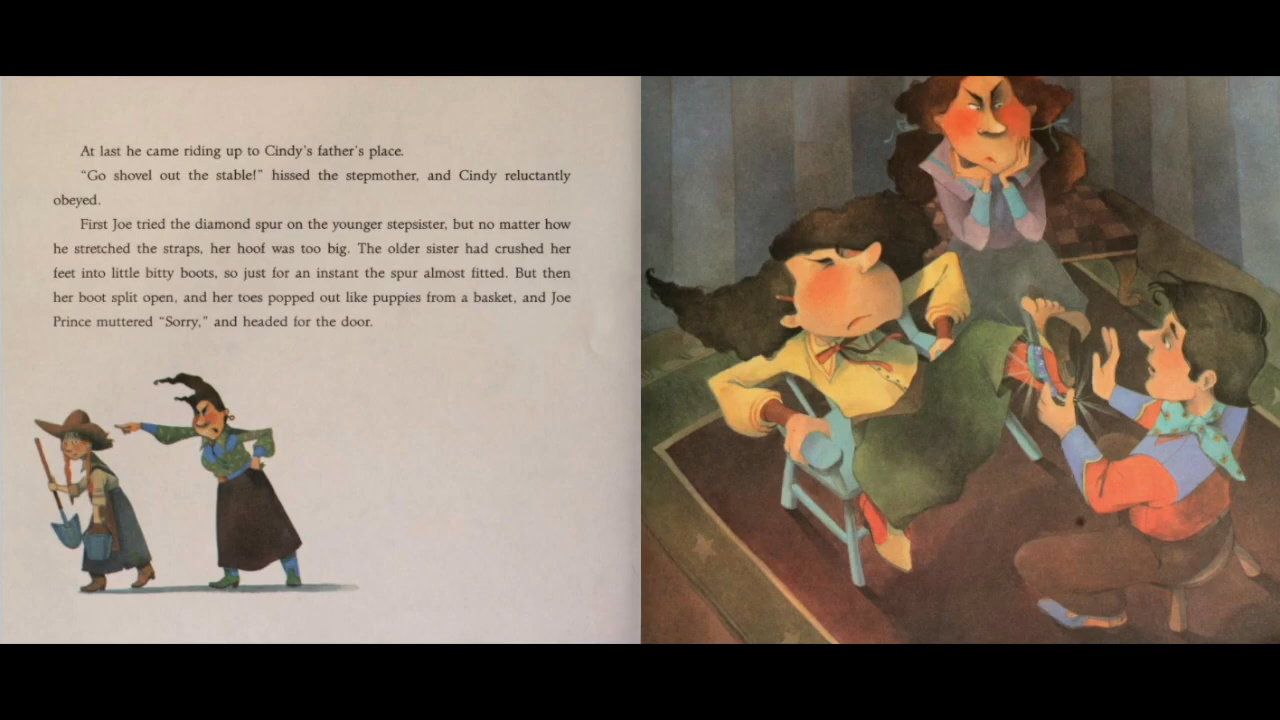 At last he came riding up to Cindy's father's place.
“Go shovel out the stable!” hissed the stepmother, and Cindy reluctantly
obeyed.
First Joe tried the diamond spur on the younger stepsister, but no matter how
he stretched the straps, her hoof was too big. The older sister had crushed her
feet into little bitty boots, so just for an instant the spur almost fitted. But then
her boot split open, and her toes popped out like puppies from a basket, and Joe
Prince muttered “Sorry,” and headed for the door.